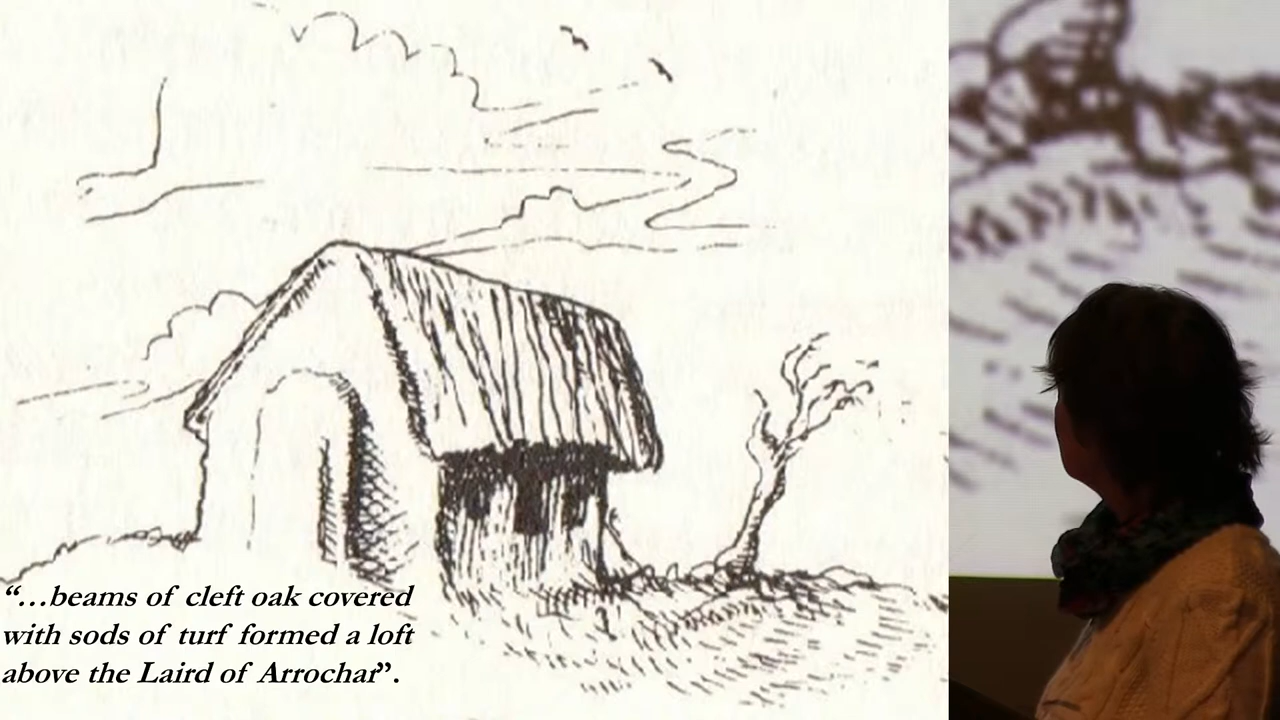 “…beams of cleft oak covered
with sods of turf formed a loft
above the Laird of Arrochar”.